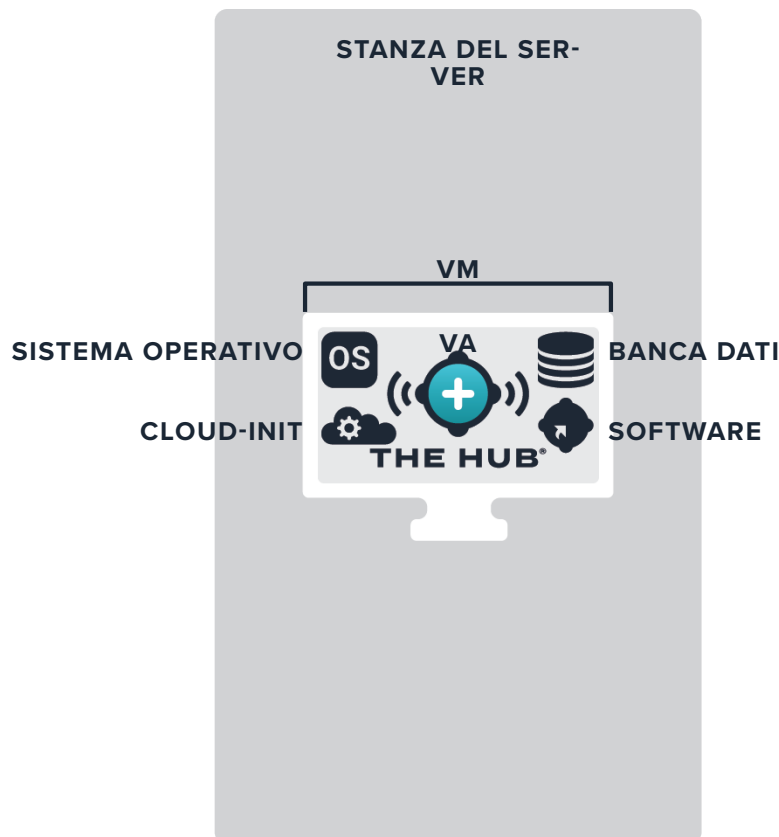 STANZA DEL SER-
VER
VM
VA
SISTEMA OPERATIVO
OS
BANCA DATI
CLOUD-INIT
SOFTWARE
THE HUB®